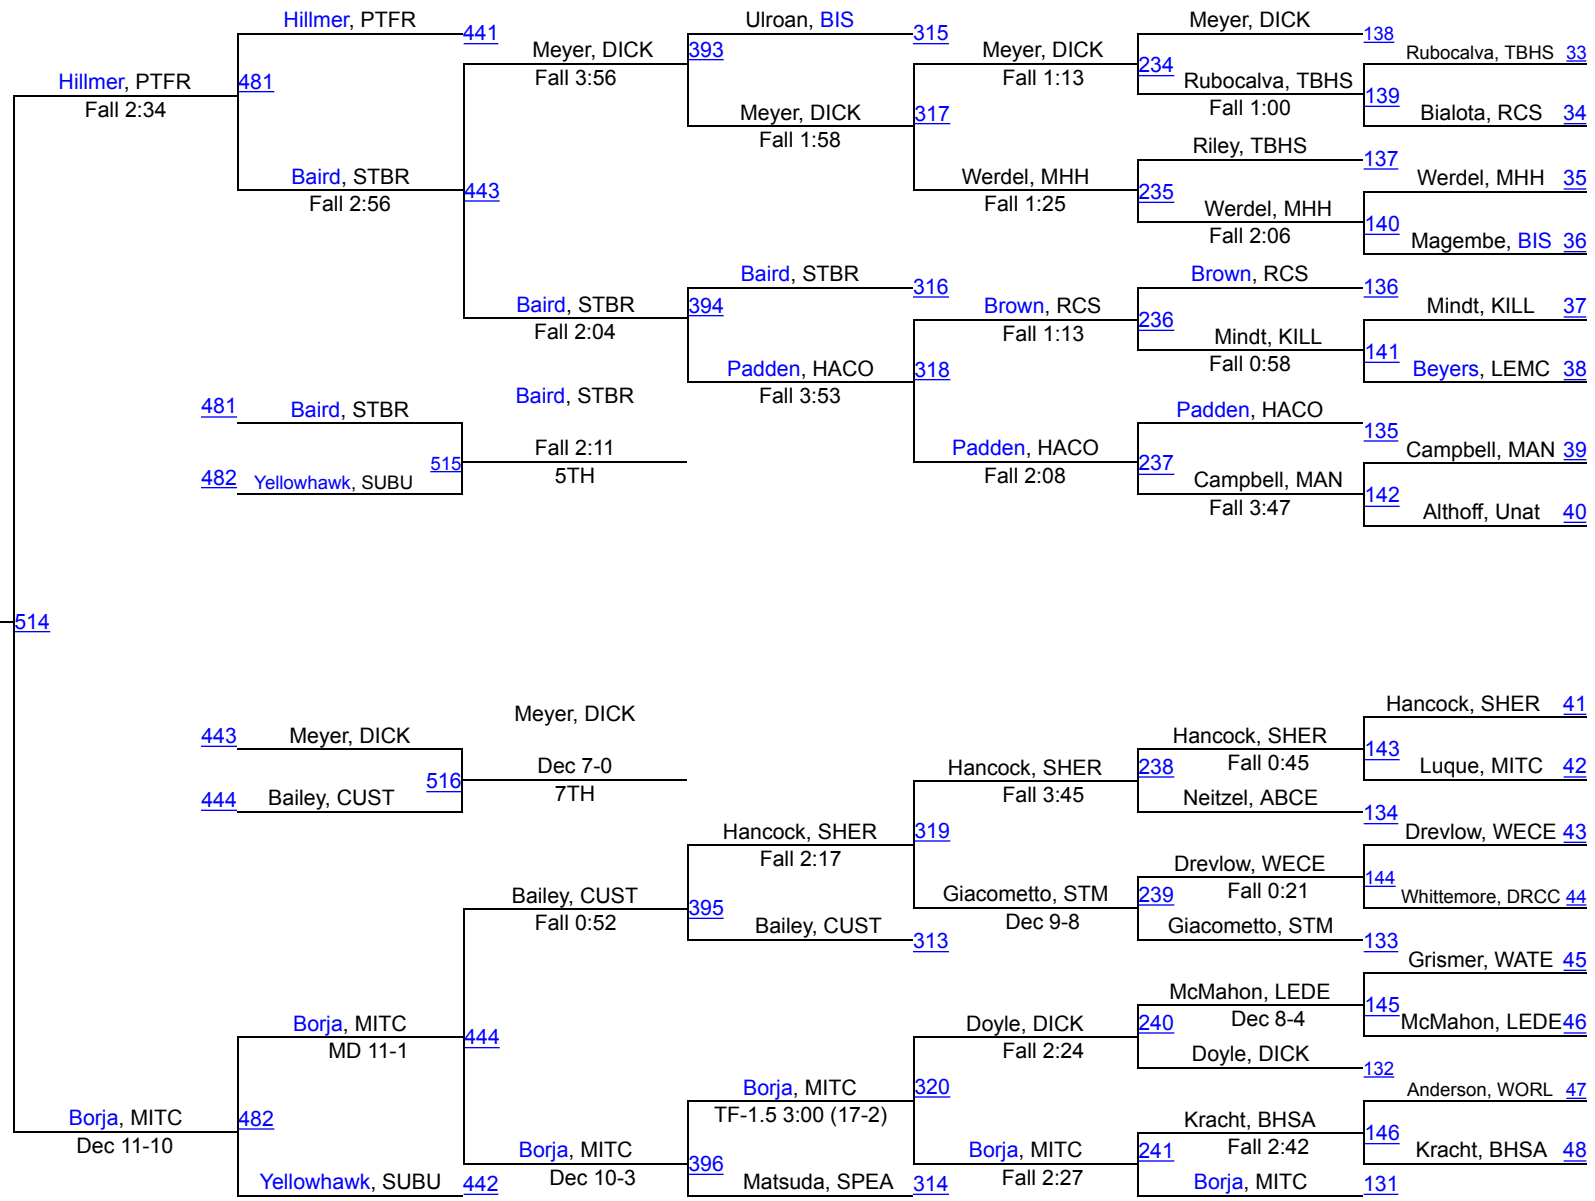 Hillmer, PTFR
441
Ulroan, BIS
315
Meyer, DICK
138
Meyer, DICK
393
Fall 3:56
Meyer, DICK
234
Fall 1:13
Rubocalva, TBHS 33
Hillmer, PTFR
481
Fall 2:34
Rubocalva, TBHS
139
Fall 1:00
Bialota, RCS 34
Meyer, DICK
317
Fall 1:58
Riley, TBHS
137
Baird, STBR
443
Fall 2:56
Werdel, MHH
235
Fall 1:25
Werdel, MHH 35
Werdel, MHH
140
Fall 2:06
Magembe, BIS 36
Baird, STBR
316
Brown, RCS
136
Baird, STBR
394
Fall 2:04
Brown, RCS
236
Fall 1:13
Mindt, KILL 37
Mindt, KILL
141
Fall 0:58
Beyers, LEMC 38
Padden, HACO
318
Fall 3:53
481 Baird, STBR
Baird, STBR
Padden, HACO
135
Fall 2:11
515
5TH
Padden, HACO
237
Fall 2:08
Campbell, MAN 39
482 Yellowhawk, SUBU
Campbell, MAN
142
Fall 3:47
Althoff, Unat 40
514
443 Meyer, DICK
Meyer, DICK
Hancock, SHER 41
Hancock, SHER
143
Fall 0:45
Luque, MITC 42
Dec 7-0
516
7TH
Hancock, SHER
238
Fall 3:45
444 Bailey, CUST
Neitzel, ABCE
134
Hancock, SHER
319
Fall 2:17
Drevlow, WECE 43
Drevlow, WECE
144
Fall 0:21
Whittemore, DRCC 44
Bailey, CUST
395
Fall 0:52
Giacometto, STM
239
Dec 9-8
Bailey, CUST
313
Giacometto, STM
133
Grismer, WATE 45
McMahon, LEDE
145
Dec 8-4
McMahon, LEDE 46
Borja, MITC
444
MD 11-1
Doyle, DICK
240
Fall 2:24
Doyle, DICK
132
Borja, MITC
320
TF-1.5 3:00 (17-2)
Anderson, WORL 47
Borja, MITC
482
Dec 11-10
Kracht, BHSA
146
Fall 2:42
Kracht, BHSA 48
Borja, MITC
396
Dec 10-3
Borja, MITC
241
Fall 2:27
Yellowhawk, SUBU
442
Matsuda, SPEA
314
Borja, MITC
131